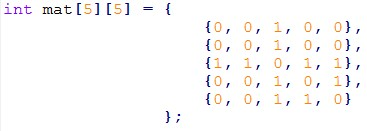 int mat[5][5] = {
{0, 0, 1, 0, 0},
{0, 0, 1, 0, 0},
{1, 1, 0, 1, 1},
{0, 0, 1, 0, 1},
{0, 0, 1, 1, 0}
};